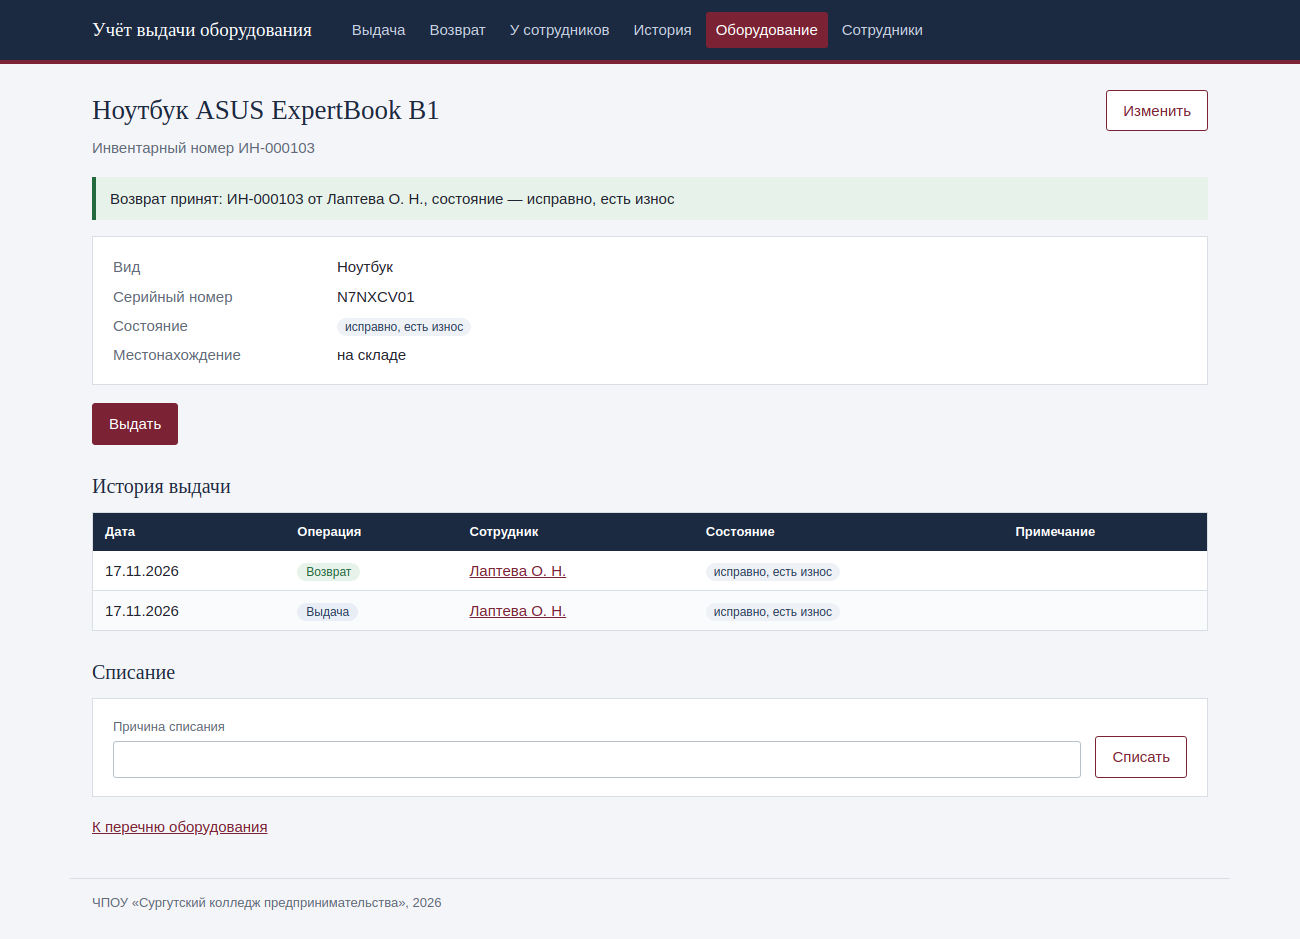 Учёт выдачи оборудования Выдача Возврат У сотрудников История Оборудование Сотрудники
Ноутбук ASUS ExpertBook B1 Изменить
Инвентарный номер ИН-000103
Возврат принят: ИН-000103 от Лаптева О. Н., состояние — исправно, есть износ
Вид Ноутбук
Серийный номер N7NXCV01
Состояние исправно, есть износ
Местонахождение на складе
Выдать
История выдачи
Дата Операция Сотрудник Состояние Примечание
17.11.2026 Возврат Лаптева О. Н. исправно, есть износ
17.11.2026 Выдача Лаптева О. Н. исправно, есть износ
Списание
Причина списания
Списать
К перечню оборудования
ЧПОУ «Сургутский колледж предпринимательства», 2026